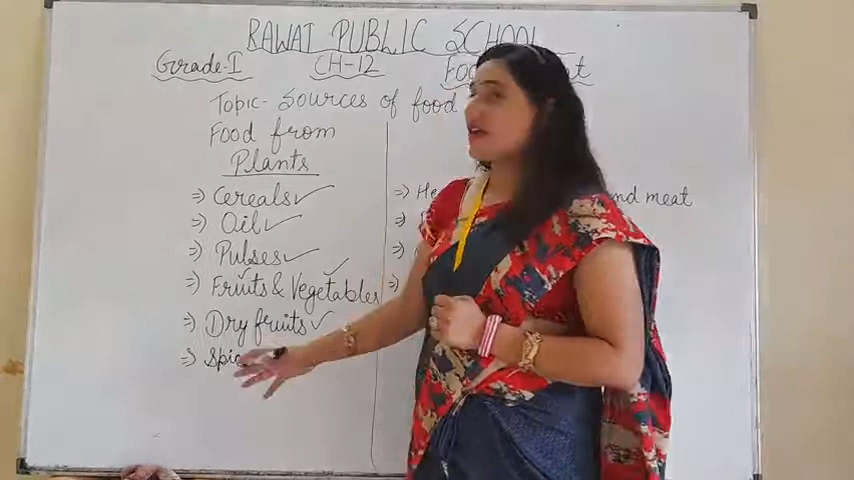 RAWAT PUBLIC SCHOOL
Grade-I CH-12
Topic- Sources of food
Food from
Plants
⇒ Cereals ✓
⇒ Oil ✓
⇒ Pulses ✓
⇒ Fruits & Vegetables ✓
⇒ Dry fruits ✓
⇒
⇒ and meat
⇒
⇒
⇒